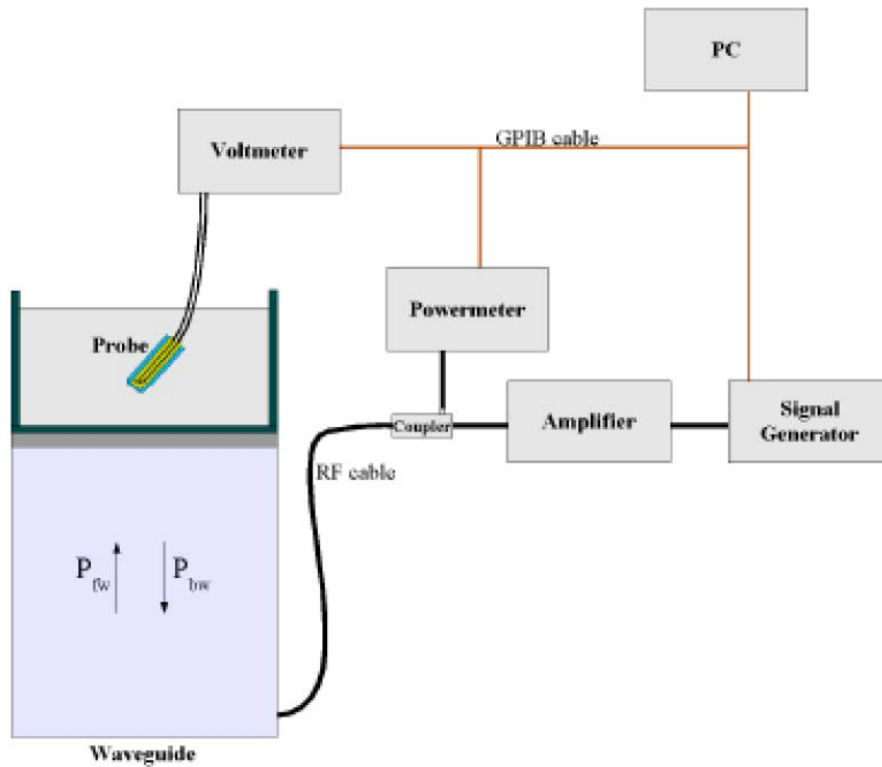 PC
Voltmeter
GPIB cable
Powermeter
Probe
Coupler
Amplifier
Signal
Generator
RF cable
P fw
P bw
Waveguide